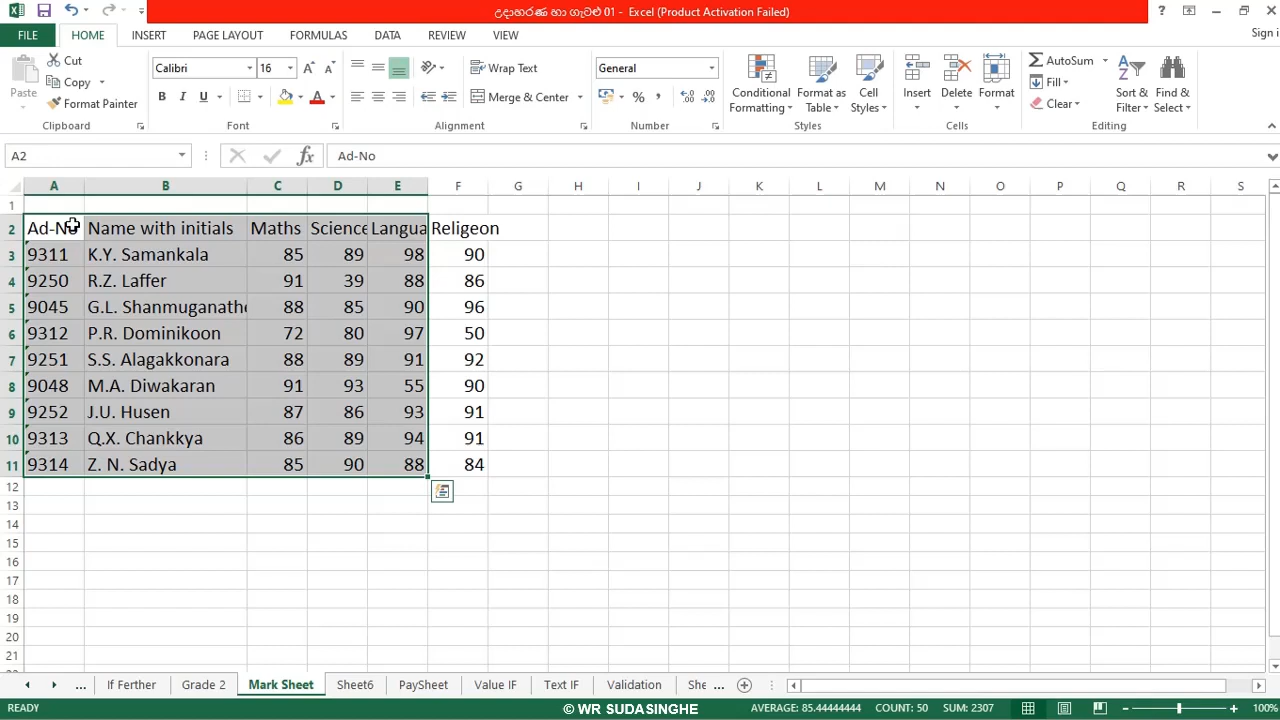 උදාහරණ හා ගැටළු 01 - Excel (Product Activation Failed)
FILE HOME INSERT PAGE LAYOUT FORMULAS DATA REVIEW VIEW Sign i
Paste Cut Copy Format Painter Clipboard
Calibri 16 B I U A Font
Wrap Text Merge & Center Alignment
General % , Number
Conditional Formatting Format as Table Cell Styles Styles
Insert Delete Format Cells
AutoSum Fill Clear Sort & Filter Find & Select Editing
A2 fx Ad-No
A B C D E F G H I J K L M N O P Q R S
1
2 Ad-No Name with initials Maths Science Langua Religeon
3 9311 K.Y. Samankala 85 89 98 90
4 9250 R.Z. Laffer 91 39 88 86
5 9045 G.L. Shanmuganathe 88 85 90 96
6 9312 P.R. Dominikoon 72 80 97 50
7 9251 S.S. Alagakkonara 88 89 91 92
8 9048 M.A. Diwakaran 91 93 55 90
9 9252 J.U. Husen 87 86 93 91
10 9313 Q.X. Chankkya 86 89 94 91
11 9314 Z. N. Sadya 85 90 88 84
12
13
14
15
16
17
18
19
20
21
... If Ferther Grade 2 Mark Sheet Sheet6 PaySheet Value IF Text IF Validation She ...
READY © WR SUDASINGHE AVERAGE: 85.44444444 COUNT: 50 SUM: 2307 100%